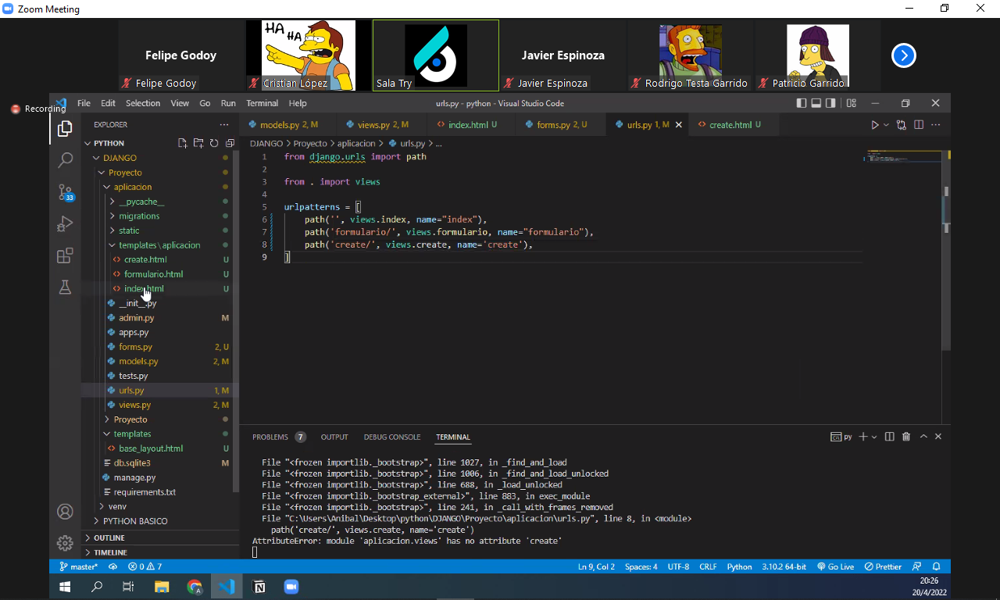 Zoom Meeting
HA
HA
Felipe Godoy
Javier Espinoza
Felipe Godoy
Cristian López
Sala Try
Javier Espinoza
Rodrigo Testa Garrido
Patricio Garrido
Recording
File Edit Selection View Go Run Terminal Help
urls.py - python - Visual Studio Code
EXPLORER
models.py 2, M
views.py 2, M
index.html U
forms.py 2, U
urls.py 1, M
create.html U
DJANGO > Proyecto > aplicacion > urls.py > ...
PYTHON
DJANGO
Proyecto
aplicacion
__pycache__
migrations
static
templates\aplicacion
create.html U
formulario.html U
index.html U
__init__.py
admin.py M
apps.py
forms.py 2, U
models.py 2, M
tests.py
urls.py 1, M
views.py 2, M
Proyecto
templates
base_layout.html U
db.sqlite3 M
manage.py
requirements.txt
venv
PYTHON BASICO
OUTLINE
TIMELINE
33
1 from django.urls import path
2
3 from . import views
4
5 urlpatterns = [
6 path('', views.index, name="index"),
7 path('formulario/', views.formulario, name="formulario"),
8 path('create/', views.create, name='create'),
9 ]
PROBLEMS 7 OUTPUT DEBUG CONSOLE TERMINAL
py
File "<frozen importlib._bootstrap>", line 1027, in _find_and_load
File "<frozen importlib._bootstrap>", line 1006, in _find_and_load_unlocked
File "<frozen importlib._bootstrap>", line 688, in _load_unlocked
File "<frozen importlib._bootstrap_external>", line 883, in exec_module
File "<frozen importlib._bootstrap>", line 241, in _call_with_frames_removed
File "C:\Users\Anibal\Desktop\python\DJANGO\Proyecto\aplicacion\urls.py", line 8, in <module>
path('create/', views.create, name='create')
AttributeError: module 'aplicacion.views' has no attribute 'create'
master* 0 7 Ln 9, Col 2 Spaces: 4 UTF-8 CRLF Python 3.10.2 64-bit Go Live Prettier
20:26
20/4/2022